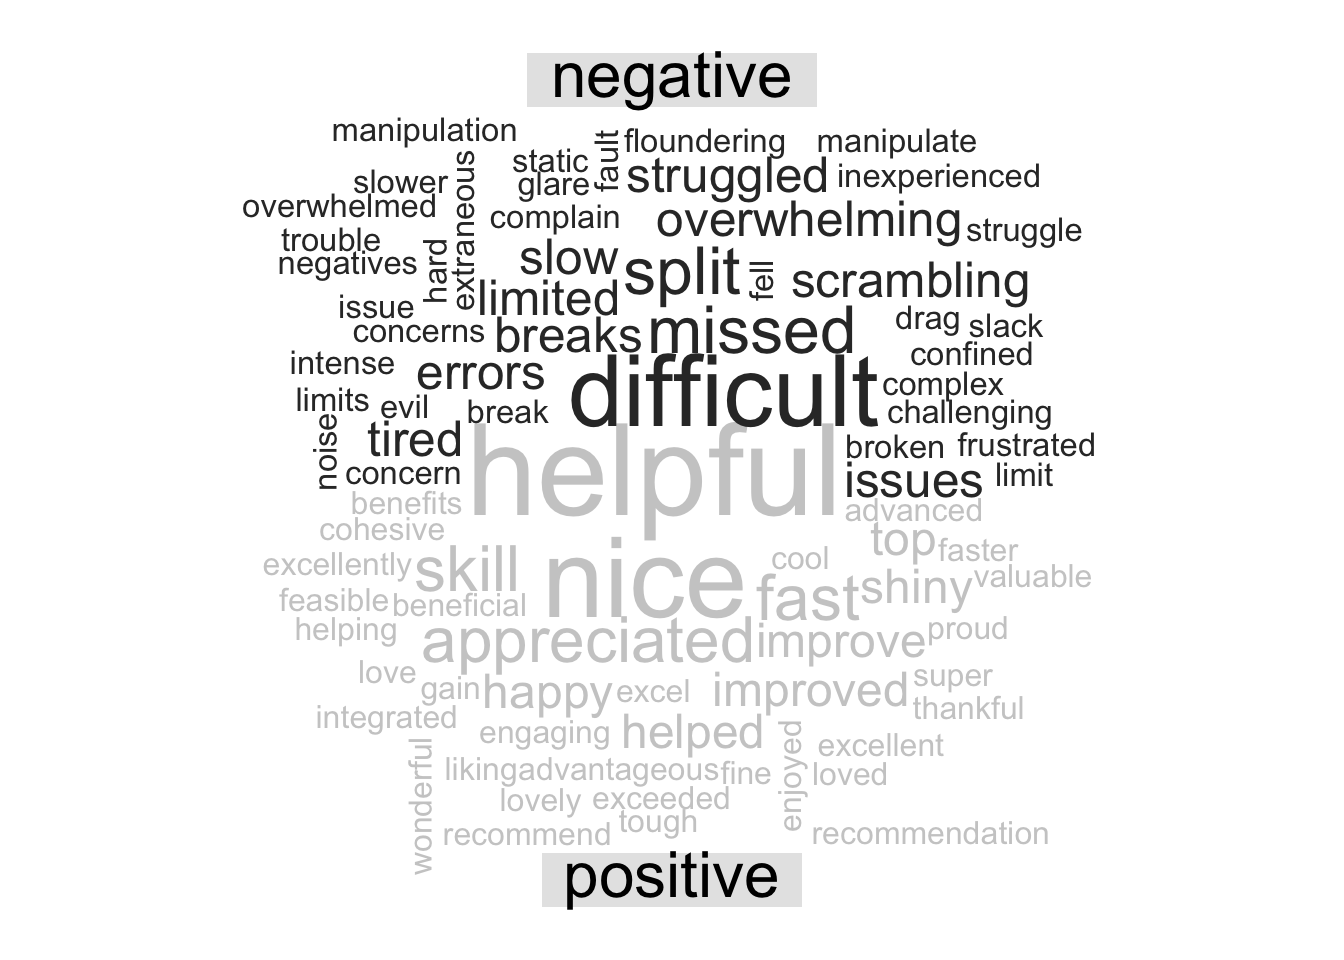 negative
manipulation
static
fault
floundering
manipulate
slower
extraneous
glare
struggled
inexperienced
overwhelmed
complain
overwhelming
struggle
trouble
negatives
hard
slow
split
fell
scrambling
issue
limited
concerns
breaks
missed
drag
slack
intense
errors
difficult
confined
complex
limits
evil
break
challenging
noise
tired
helpful
broken
frustrated
concern
issues
limit
benefits
advanced
cohesive
top
faster
excellently
skill
nice
cool
fast
shiny
valuable
feasible
beneficial
helping
appreciated
improve
proud
love
gain
happy
excel
improved
super
thankful
integrated
engaging
helped
enjoyed
excellent
wonderful
liking
advantageous
fine
loved
lovely
exceeded
recommend
tough
recommendation
positive